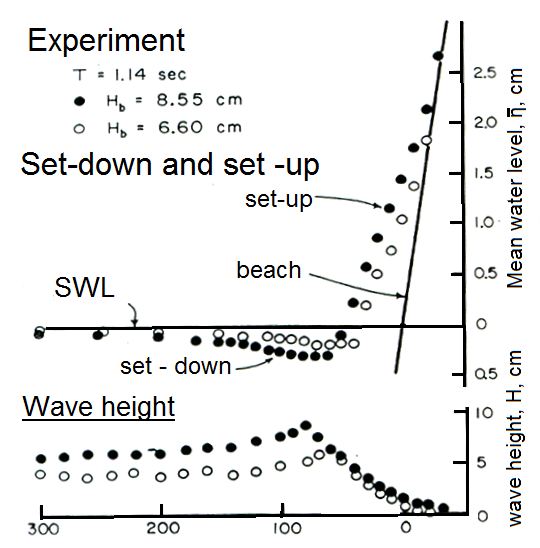 Experiment
T = 1.14 sec
● Hb = 8.55 cm
○ Hb = 6.60 cm
Set-down and set -up
set-up
beach
SWL
set - down
2.5
2.0
1.5
1.0
0.5
0
0.5
Mean water level, η̄, cm
Wave height
10
5
0
wave height, H, cm
300
200
100
0